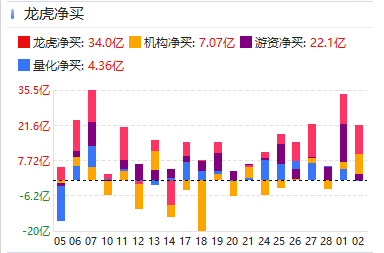 龙虎净买
龙虎净买: 34.0亿 机构净买: 7.07亿 游资净买: 22.1亿
量化净买: 4.36亿
35.5亿
21.6亿
7.72亿
-6.2亿
-20亿
05 06 07 10 11 12 13 14 17 18 19 20 21 24 25 26 27 28 01 02